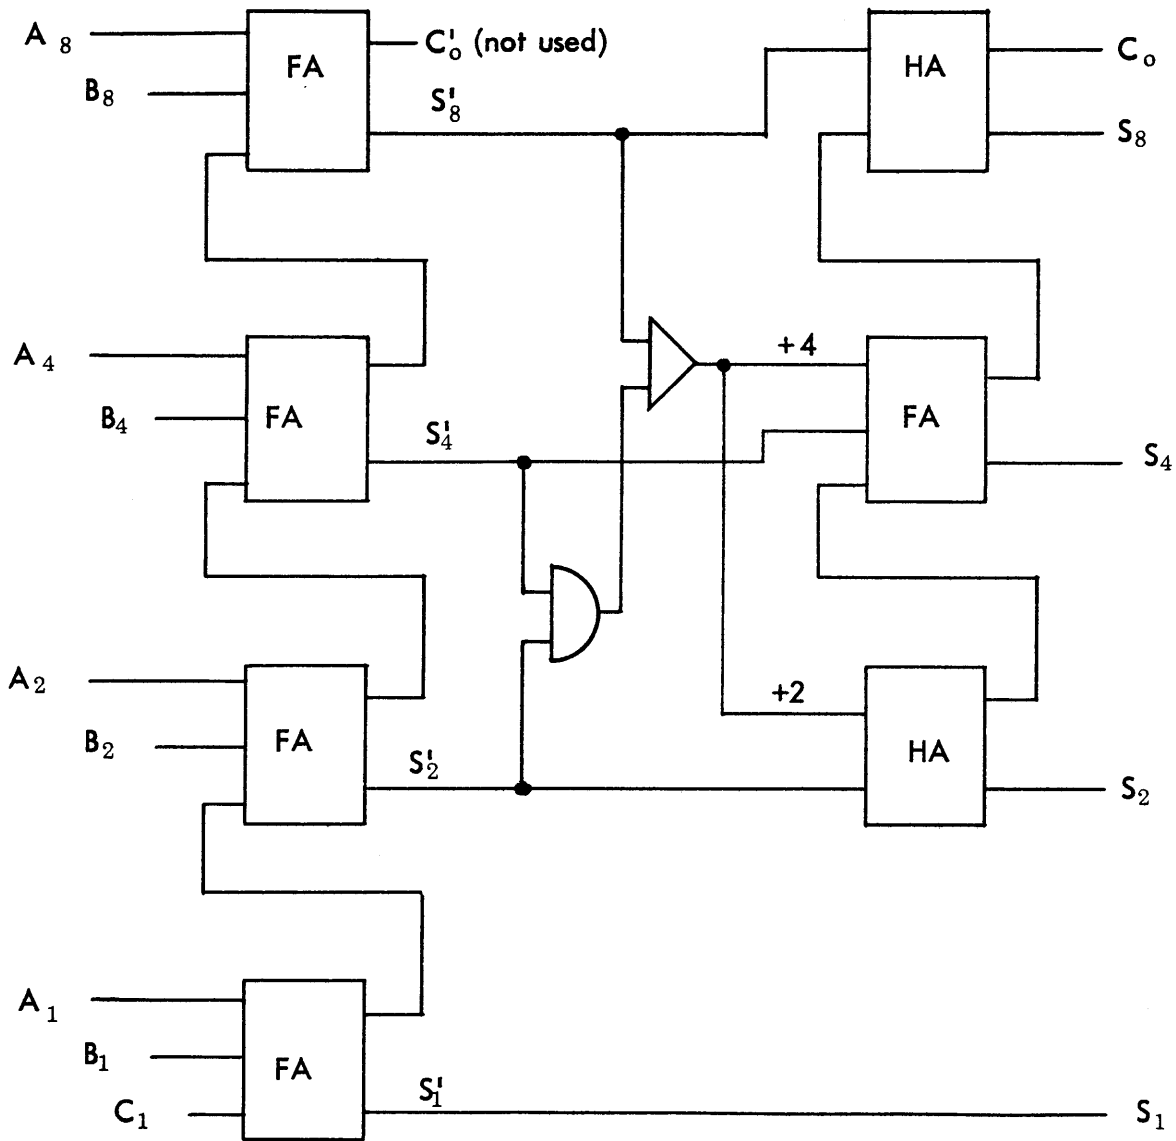 A₈
FA
C'ₒ (not used)
HA
Cₒ
B₈
S'₈
S₈
A₄
+4
B₄
FA
S'₄
FA
S₄
A₂
+2
B₂
FA
S'₂
HA
S₂
A₁
B₁
FA
S'₁
C₁
S₁